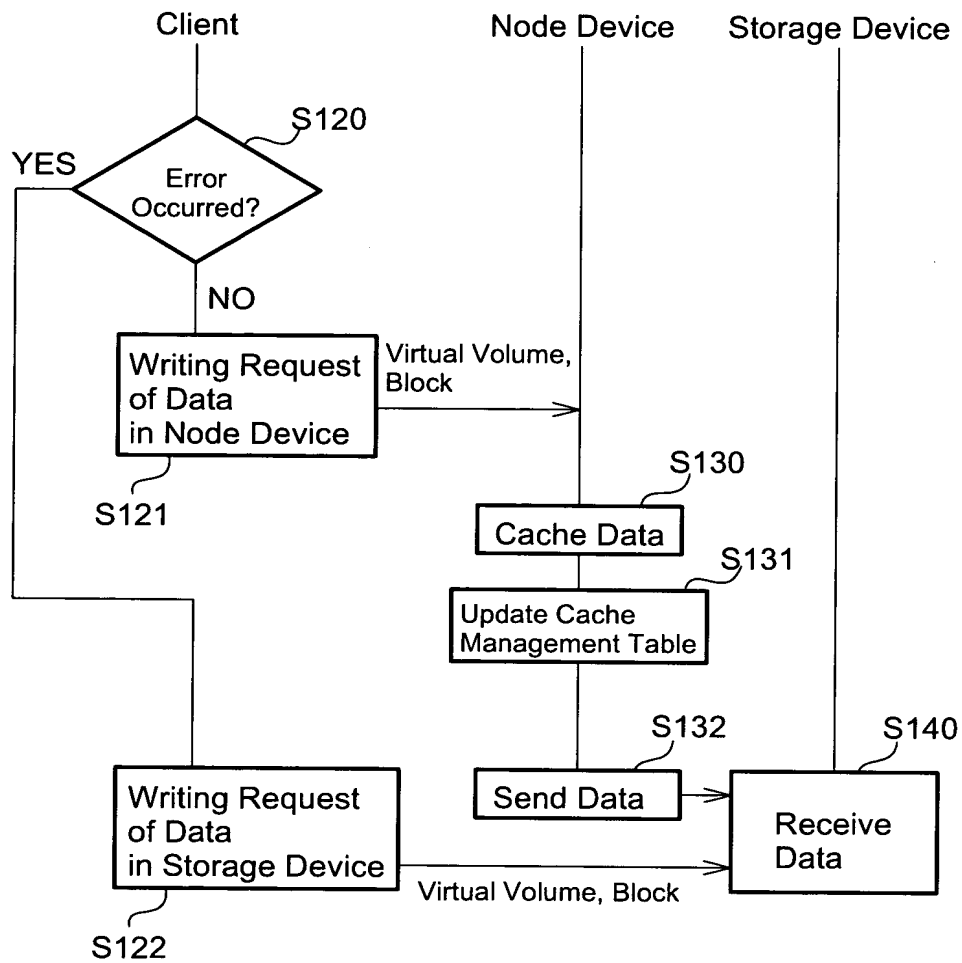 Client
Node Device
Storage Device
S120
YES
Error
Occurred?
NO
Writing Request
of Data
in Node Device
Virtual Volume,
Block
S121
S130
Cache Data
S131
Update Cache
Management Table
S132
S140
Writing Request
of Data
in Storage Device
Send Data
Receive
Data
Virtual Volume, Block
S122